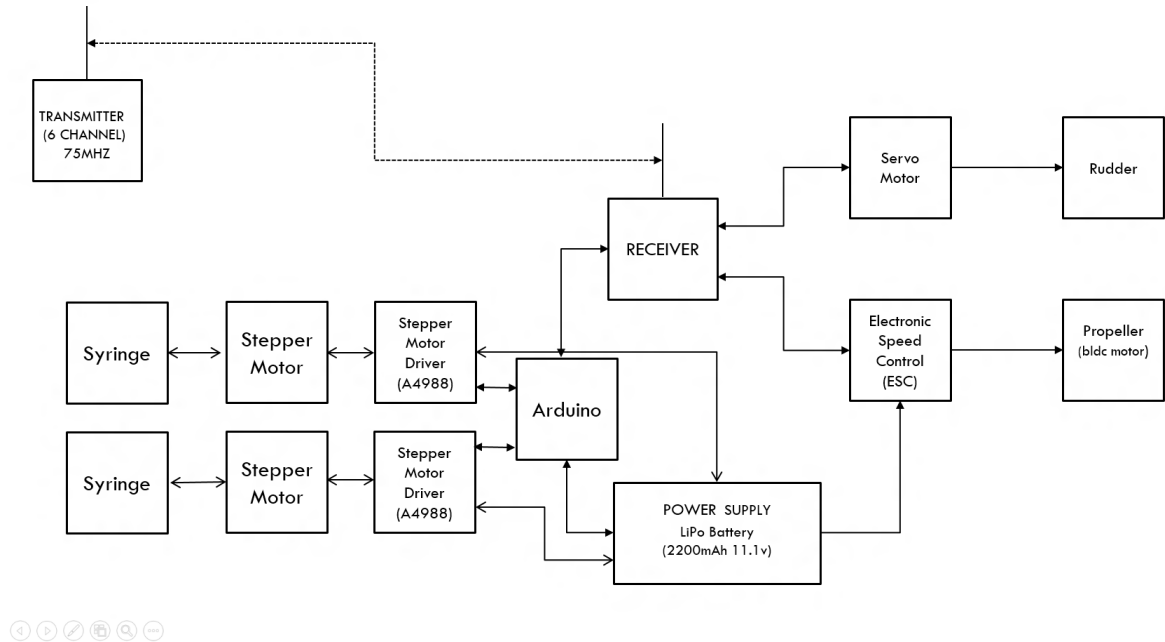 TRANSMITTER
(6 CHANNEL)
75MHZ
Servo
Motor
Rudder
RECEIVER
Syringe
Stepper
Motor
Stepper
Motor
Driver
(A4988)
Electronic
Speed
Control
(ESC)
Propeller
(bldc motor)
Arduino
Syringe
Stepper
Motor
Stepper
Motor
Driver
(A4988)
POWER SUPPLY
LiPo Battery
(2200mAh 11.1v)